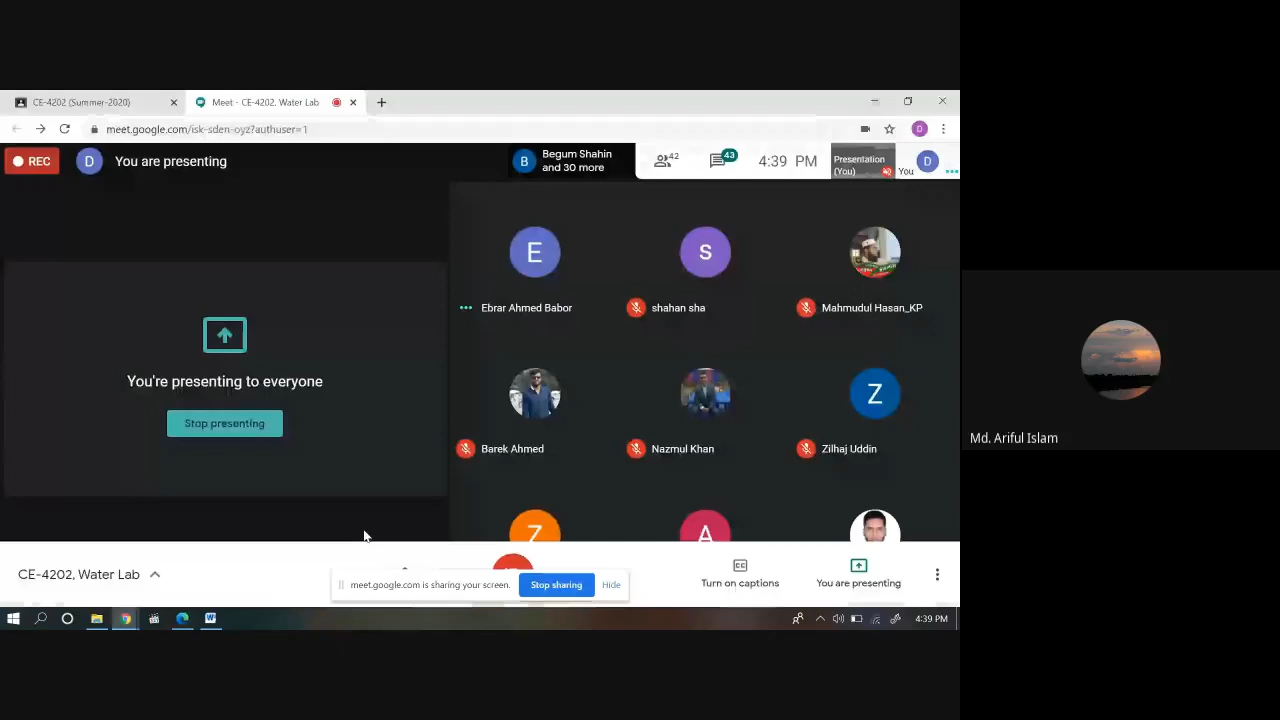 CE-4202 (Summer-2020)
Meet - CE-4202, Water Lab
meet.google.com/isk-sden-oyz?authuser=1
D
REC
D
You are presenting
B
Begum Shahin
and 30 more
42
43
4:39 PM
Presentation
(You)
You
D
E
s
Ebrar Ahmed Babor
shahan sha
Mahmudul Hasan_KP
You're presenting to everyone
Stop presenting
Z
Barek Ahmed
Nazmul Khan
Zilhaj Uddin
Md. Ariful Islam
Z
A
CE-4202, Water Lab
meet.google.com is sharing your screen.
Stop sharing
Hide
CC
Turn on captions
You are presenting
W
4:39 PM